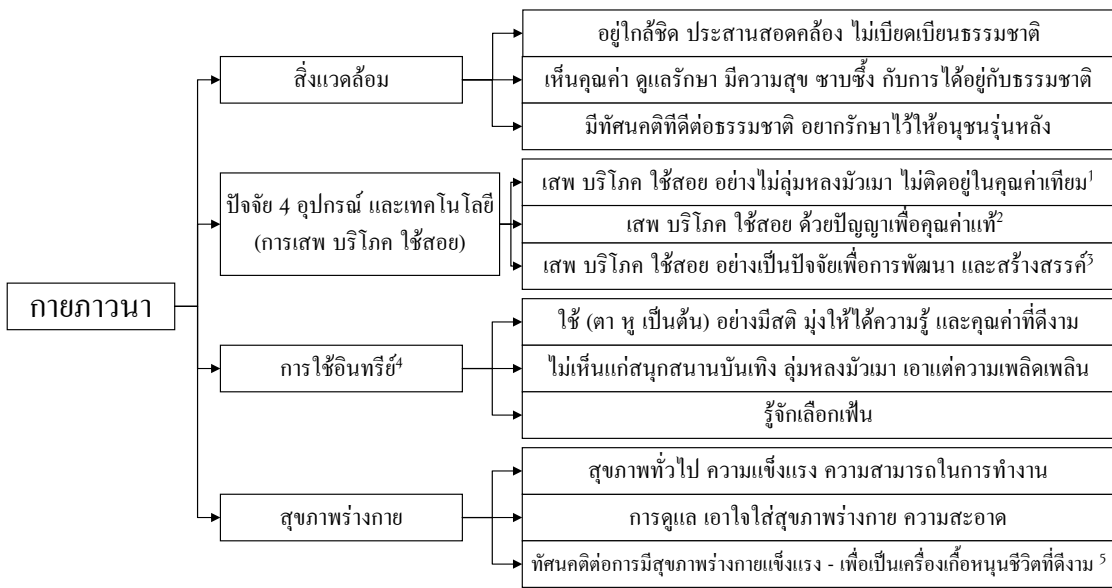 กายภาวนา
สิ่งแวดล้อม
อยู่ใกล้ชิด ประสานสอดคล้อง ไม่เบียดเบียนธรรมชาติ
เห็นคุณค่า ดูแลรักษา มีความสุข ซาบซึ้ง กับการได้อยู่กับธรรมชาติ
มีทัศนคติที่ดีต่อธรรมชาติ อยากรักษาไว้ให้อนุชนรุ่นหลัง
ปัจจัย 4 อุปกรณ์ และเทคโนโลยี
(การเสพ บริโภค ใช้สอย)
เสพ บริโภค ใช้สอย อย่างไม่ลุ่มหลงมัวเมา ไม่ติดอยู่ในคุณค่าเทียม¹
เสพ บริโภค ใช้สอย ด้วยปัญญาเพื่อคุณค่าแท้²
เสพ บริโภค ใช้สอย อย่างเป็นปัจจัยเพื่อการพัฒนา และสร้างสรรค์³
การใช้อินทรีย์⁴
ใช้ (ตา หู เป็นต้น) อย่างมีสติ มุ่งให้ได้ความรู้ และคุณค่าที่ดีงาม
ไม่เห็นแก่สนุกสนานบันเทิง ลุ่มหลงมัวเมา เอาแต่ความเพลิดเพลิน
รู้จักเลือกเฟ้น
สุขภาพร่างกาย
สุขภาพทั่วไป ความแข็งแรง ความสามารถในการทำงาน
การดูแล เอาใจใส่สุขภาพร่างกาย ความสะอาด
ทัศนคติต่อการมีสุขภาพร่างกายแข็งแรง - เพื่อเป็นเครื่องเกื้อหนุนชีวิตที่ดีงาม ⁵